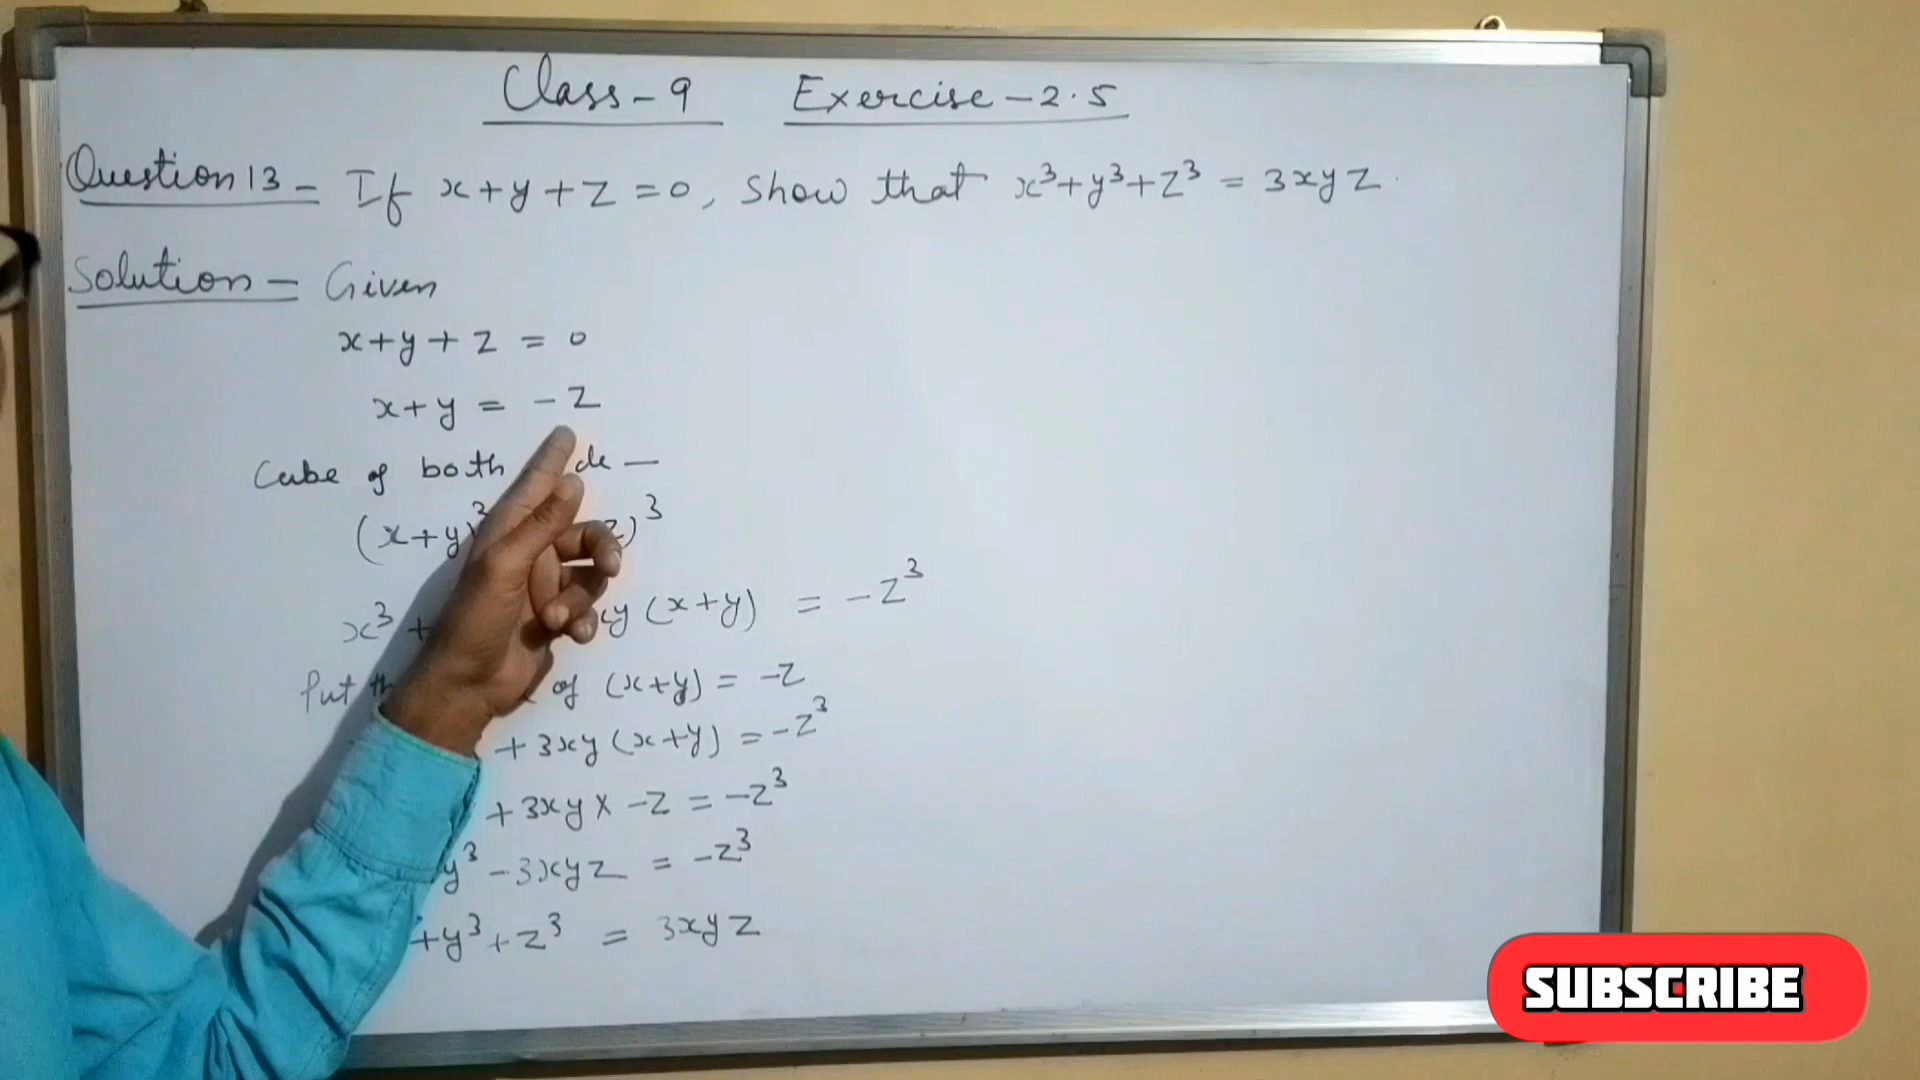 Class-9 Exercise-2.5
Question 13- If x+y+z=0, show that x³+y³+z³ = 3xyz.
Solution- Given
x+y+z = 0
x+y = -z
Cube of both —
(x+y) )³
x³ + y (x+y) = -z³
Put of (x+y) = -z
+3xy(x+y) = -z³
+3xy x -z = -z³
y³ -3xyz = -z³
+y³+z³ = 3xyz
SUBSCRIBE